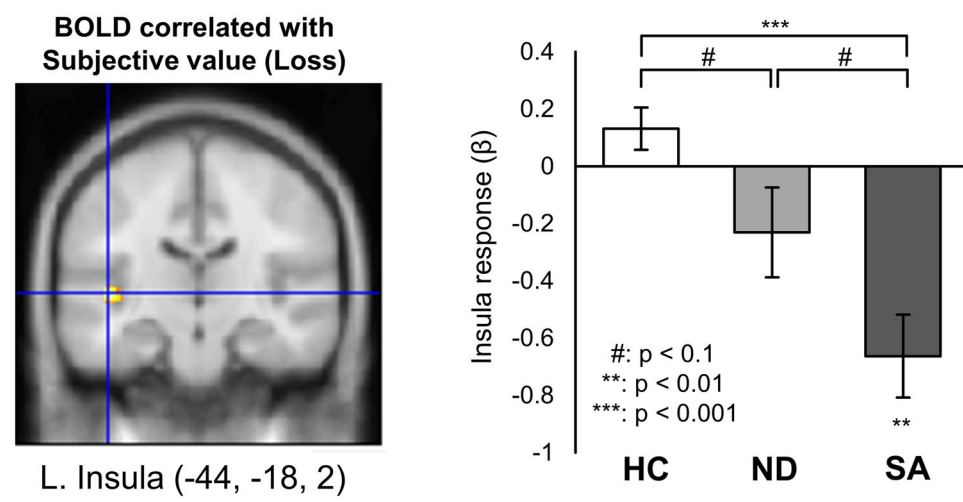 BOLD correlated with
Subjective value (Loss)
L. Insula (-44, -18, 2)
Insula response (β)
0.4
0.2
0
-0.2
-0.4
-0.6
-0.8
-1
***
# #
#: p < 0.1
**: p < 0.01
***: p < 0.001
**
HC ND SA